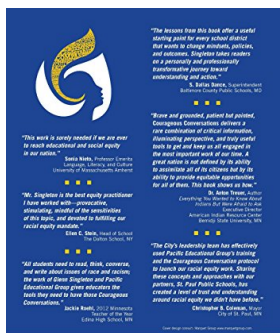 "This work is sorely needed if we are ever
to reach educational and social equity
in our nation."
Sonia Nieto, Professor Emerita
Language, Literacy, and Culture
University of Massachusetts Amherst
"Mr. Singleton is the best equity practitioner
I have worked with—provocative,
stimulating, mindful of the sensitivities
of this topic, and devoted to fulfilling our
racial equity mandate."
Ellen C. Stein, Head of School
The Dalton School, NY
"All students need to read, think, converse,
and write about issues of race and racism;
the work of Glenn Singleton and Pacific
Educational Group gives educators the
tools they need to have those Courageous
Conversations."
Jackie Roehl, 2012 Minnesota
Teacher of the Year
Edina High School, MN
"The lessons from this book offer a useful
starting point for every school district
that wants to change mindsets, policies,
and outcomes. Singleton takes readers
on a personal and professionally
transformative journey toward
understanding and action."
S. Dallas Dance, Superintendent
Baltimore County Public Schools, MD
"Brave and grounded, patient but pointed,
Courageous Conversations delivers a
rare combination of critical information,
illuminating perspective, and truly useful
tools to get and keep us all engaged in
the most important work of our time. A
great nation is not defined by its ability
to assimilate all of its citizens but by its
ability to provide equitable opportunities
for all of them. This book shows us how."
Dr. Anton Treuer, Author
Everything You Wanted to Know About
Indians But Were Afraid to Ask
Executive Director
American Indian Resource Center
Bemidji State University, MN
"The City's leadership team has effectively
used Pacific Educational Group's training
and the Courageous Conversation protocol
to launch our racial equity work. Sharing
these concepts and approaches with our
partners, St. Paul Public Schools, has
created a level of trust and understanding
around racial equity we didn't have before."
Christopher B. Coleman, Mayor
City of St. Paul, MN